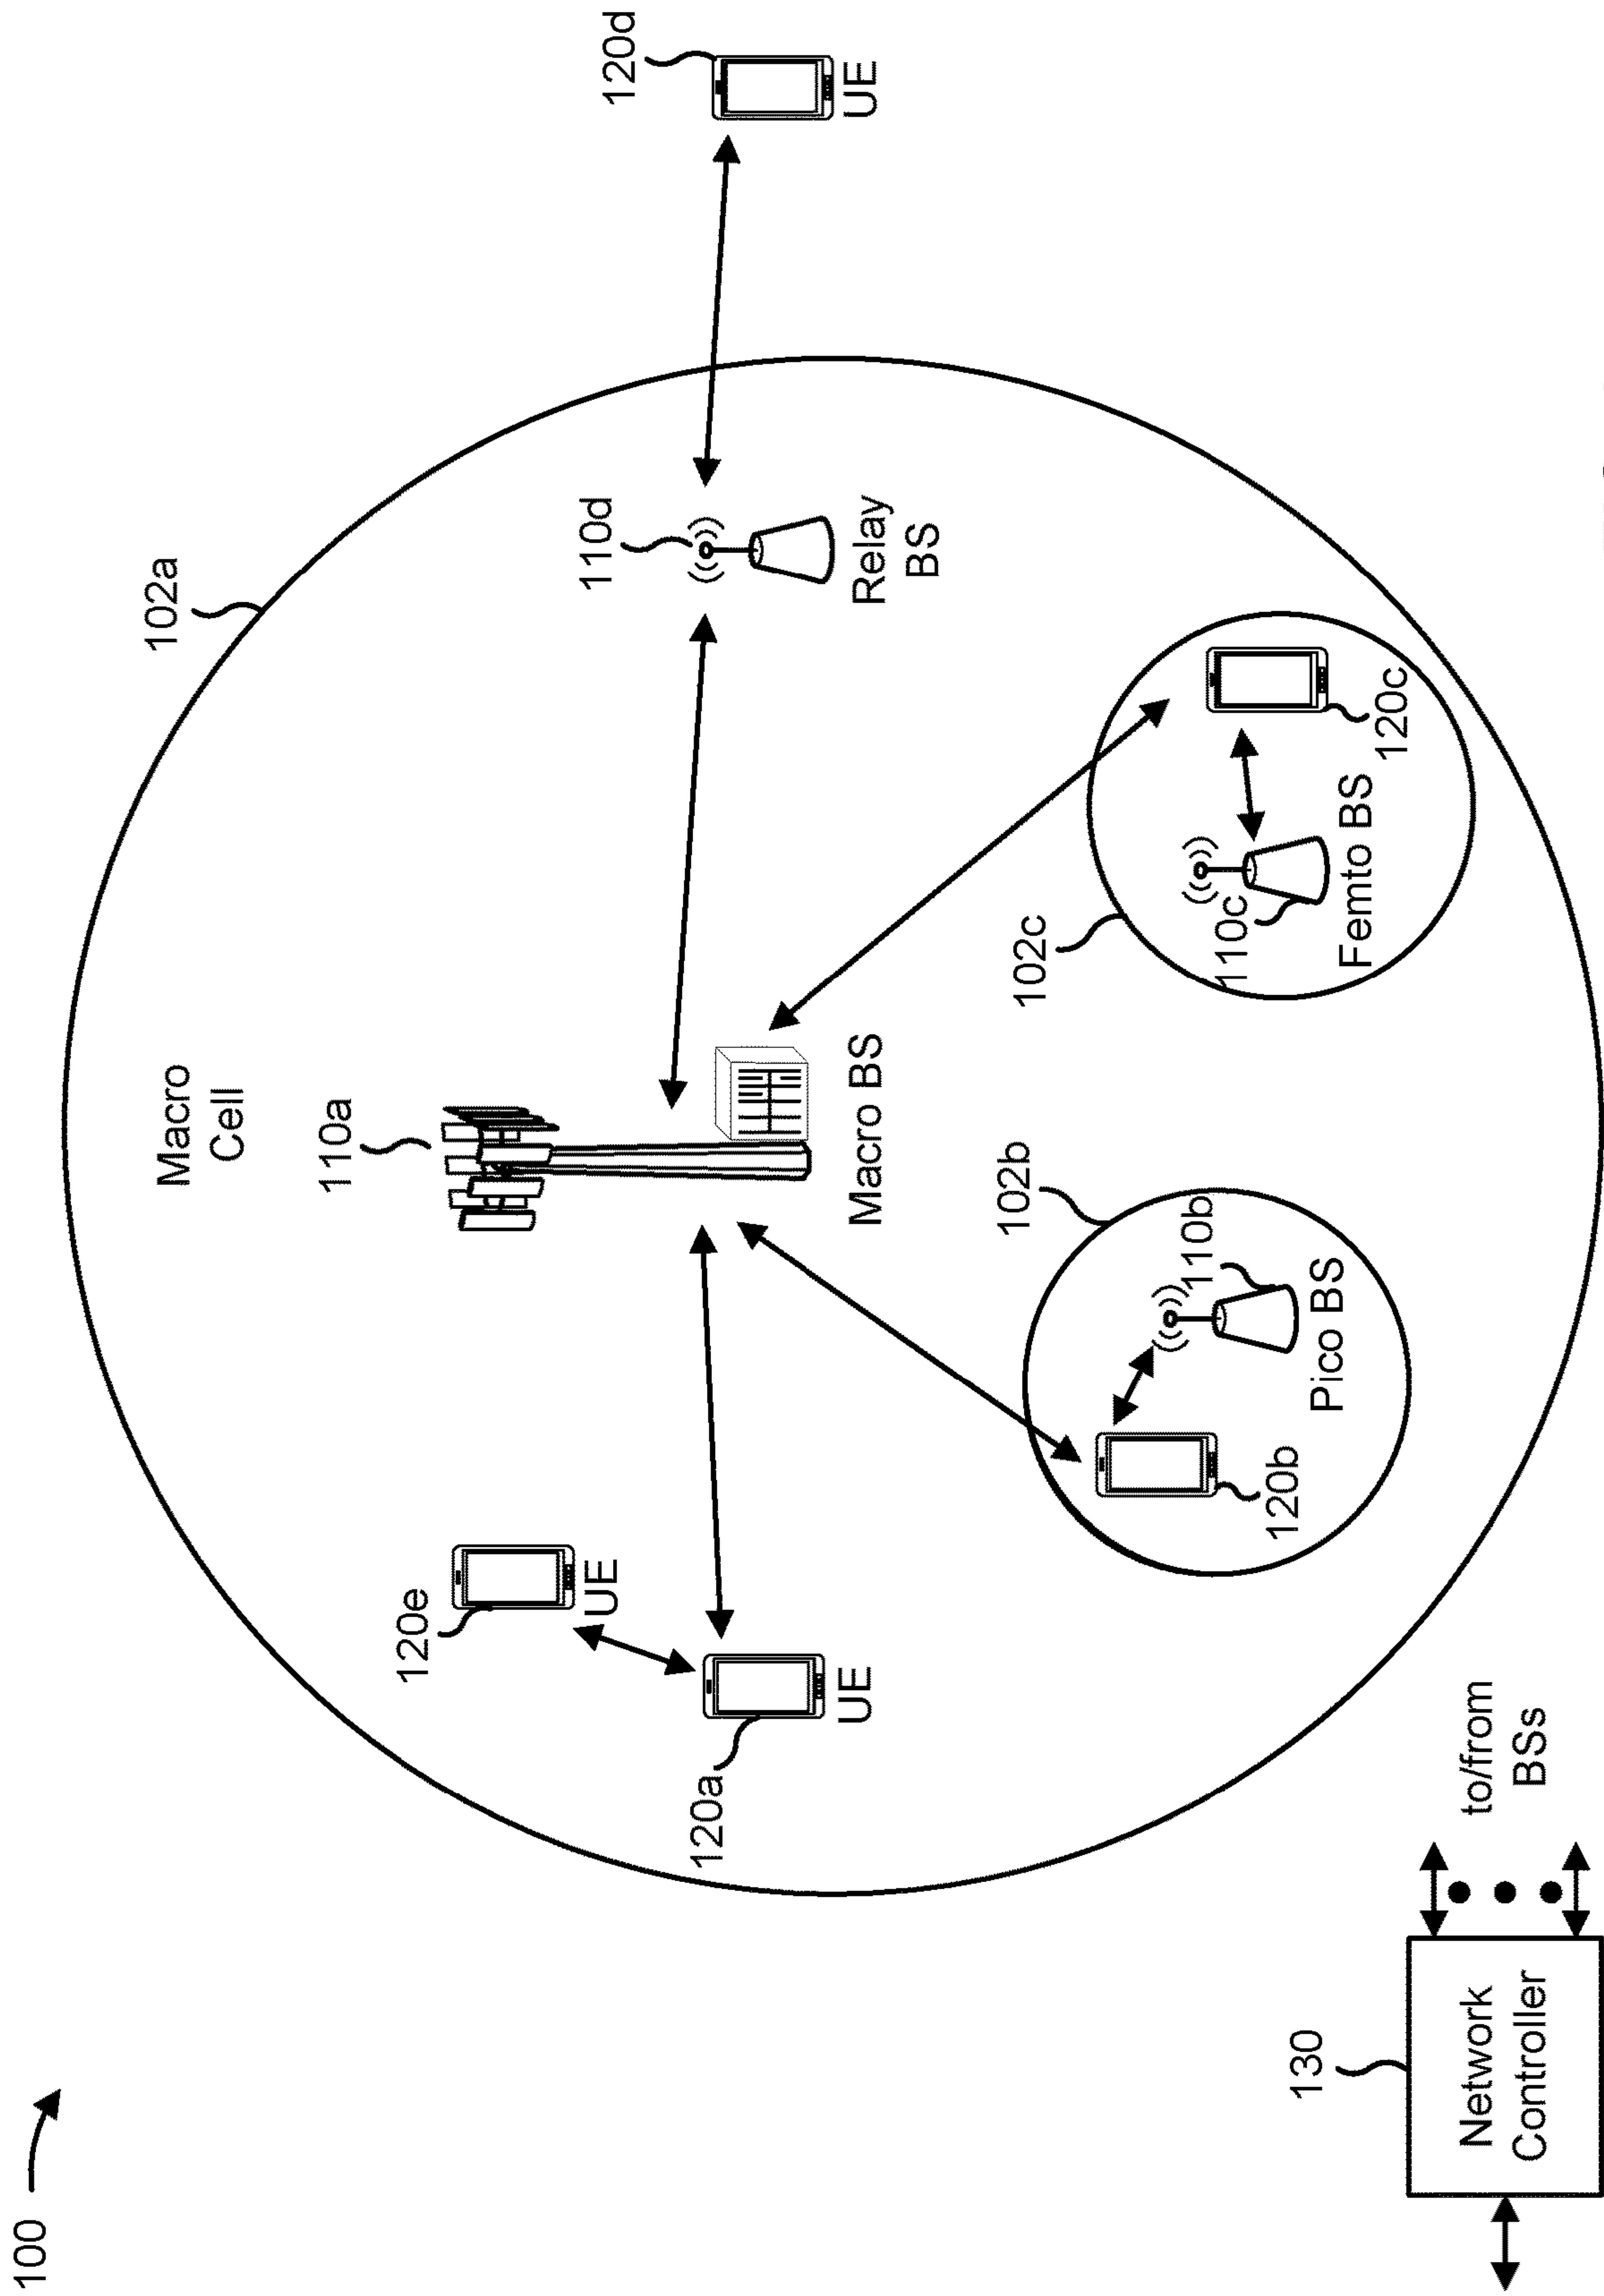 100
102a
Macro
Cell
110a
Macro BS
110d
Relay
BS
120d
UE
120e
UE
120a
UE
102b
110b
Pico BS
120b
102c
110c
Femto BS
120c
130
Network
Controller
to/from
BSs